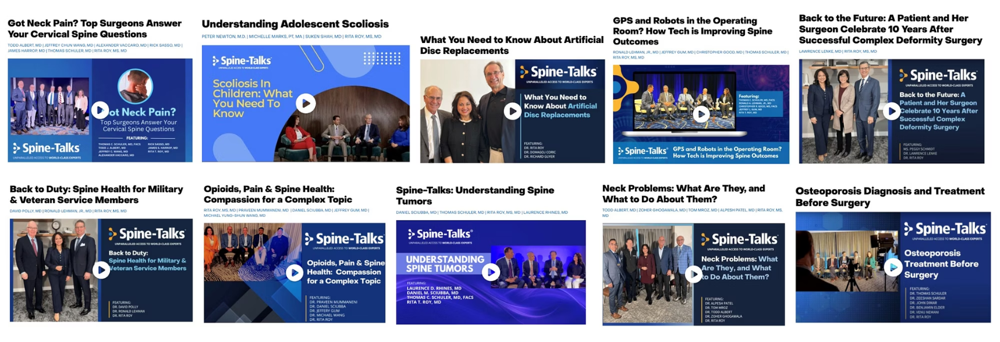 Got Neck Pain? Top Surgeons Answer
Your Cervical Spine Questions
TODD ALBERT, MD | JEFFREY CHUN WANG, MD | ALEXANDER VACCARO, MD | RICK SASSO, MD |
JAMES HARROP, MD | THOMAS SCHULER, MD | RITA ROY, MS, MD
ot Neck Pain?
Top Surgeons Answer Your
Cervical Spine Questions
FEATURING:
THOMAS C. SCHULER, MD, FACS
TODD J. ALBERT, MD
JEFFREY C. WANG, MD
ALEXANDER VACCARO, MD
RICK SASSO, MD
JAMES S. HARROP, MD
RITA T. ROY, MD
Spine-Talks
UNPARALLELED ACCESS TO WORLD-CLASS EXPERTS
Understanding Adolescent Scoliosis
PETER NEWTON, M.D. | MICHELLE MARKS, PT, MA | SUKEN SHAH, MD | RITA ROY, MS, MD
Spine-Talks
UNPARALLELED ACCESS TO WORLD-CLASS EXPERTS
Scoliosis In
Children: What
You Need To
Know
What You Need to Know About Artificial
Disc Replacements
Spine-Talks
UNPARALLELED ACCESS TO WORLD-CLASS EXPERTS
What You Need to
Know About Artificial
Disc Replacements
FEATURING:
DR. RITA ROY
DR. DOMAGOJ CORIC
DR. RICHARD GUYER
GPS and Robots in the Operating
Room? How Tech is Improving Spine
Outcomes
RONALD LEHMAN, JR., MD | JEFFREY GUM, MD | CHRISTOPHER GOOD, MD | THOMAS SCHULER, MD |
RITA ROY, MS, MD
Featuring:
THOMAS C. SCHULER, MD, FACS
RONALD A. LEHMAN, JR., MD
CHRISTOPHER R. GOOD, MD, FACS
JEFFREY L. GUM, MD
RITA T. ROY, MD
Spine-Talks
UNPARALLELED ACCESS TO WORLD-CLASS EXPERTS
GPS and Robots in the Operating Room?
How Tech is Improving Spine Outcomes
Back to the Future: A Patient and Her
Surgeon Celebrate 10 Years After
Successful Complex Deformity Surgery
LAWRENCE LENKE, MD | RITA ROY, MS, MD
Spine-Talks
UNPARALLELED ACCESS TO WORLD-CLASS EXPERTS
Back to the Future: A
Patient and Her Surgeon
Celebrate 10 Years After
Successful Complex
Deformity Surgery
FEATURING:
MS. PEGGY SCHMIDT
DR. LAWRENCE LENKE
DR. RITA ROY
Back to Duty: Spine Health for Military
& Veteran Service Members
DAVID POLLY, MD | RONALD LEHMAN, JR., MD | RITA ROY, MS, MD
Spine-Talks
UNPARALLELED ACCESS TO WORLD-CLASS EXPERTS
Back to Duty:
Spine Health for Military &
Veteran Service Members
FEATURING:
DR. DAVID POLLY
DR. RONALD LEHMAN
DR. RITA ROY
Opioids, Pain & Spine Health:
Compassion for a Complex Topic
RITA ROY, MS, MD | PRAVEEN MUMMANENI, MD | DANIEL SCIUBBA, MD | JEFFREY GUM, MD |
MICHAEL YUNG-SHUN WANG, MD
Spine-Talks
UNPARALLELED ACCESS TO WORLD-CLASS EXPERTS
Opioids, Pain & Spine
Health: Compassion
for a Complex Topic
FEATURING:
DR. PRAVEEN MUMMANENI
DR. DANIEL SCIUBBA
DR. JEFFERY GUM
DR. MICHAEL WANG
DR. RITA ROY
Spine-Talks: Understanding Spine
Tumors
DANIEL SCIUBBA, MD | THOMAS SCHULER, MD | RITA ROY, MS, MD | LAURENCE RHINES, MD
Spine-Talks®
UNPARALLELED ACCESS TO WORLD-CLASS EXPERTS
UNDERSTANDING
SPINE TUMORS
FEATURING:
LAURENCE D. RHINES, MD
DANIEL M. SCIUBBA, MD
THOMAS C. SCHULER, MD, FACS
RITA T. ROY, MD
Neck Problems: What Are They, and
What to Do About Them?
TODD ALBERT, MD | ZOHER GHOGAWALA, MD | TOM MROZ, MD | ALPESH PATEL, MD | RITA ROY, MS,
MD
Spine-Talks
UNPARALLELED ACCESS TO WORLD-CLASS EXPERTS
Neck Problems: What
Are They, and What
to Do About Them?
FEATURING:
DR. ALPESH PATEL
DR. TOM MROZ
DR. TODD ALBERT
DR. ZOHER GHOGAWALA
DR. RITA ROY
Osteoporosis Diagnosis and Treatment
Before Surgery
Spine-Talks
UNPARALLELED ACCESS TO WORLD-CLASS EXPERTS
Osteoporosis
Treatment Before
Surgery
FEATURING:
DR. THOMAS SCHULER
DR. ZEESHAN SARDAR
DR. JOHN DIMAR
DR. BENJAMIN ELDER
DR. VENU NEMANI
DR. RITA ROY